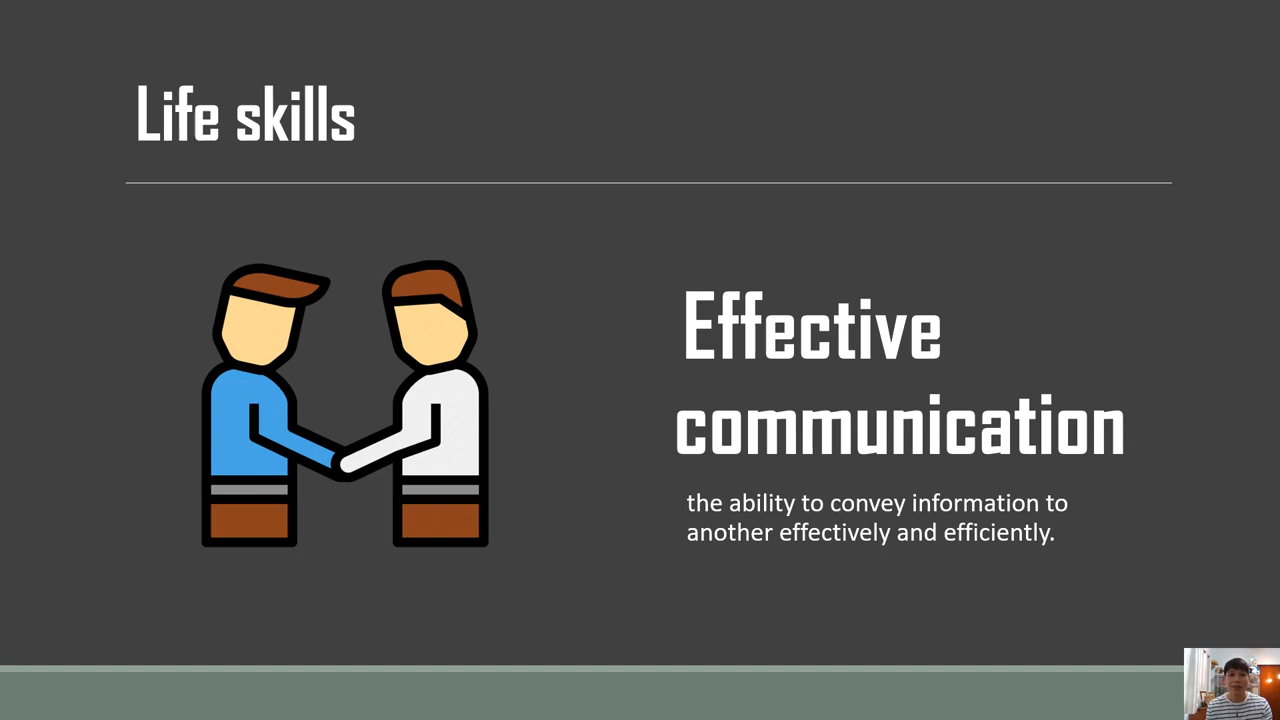 Life skills
Effective
communication
the ability to convey information to
another effectively and efficiently.